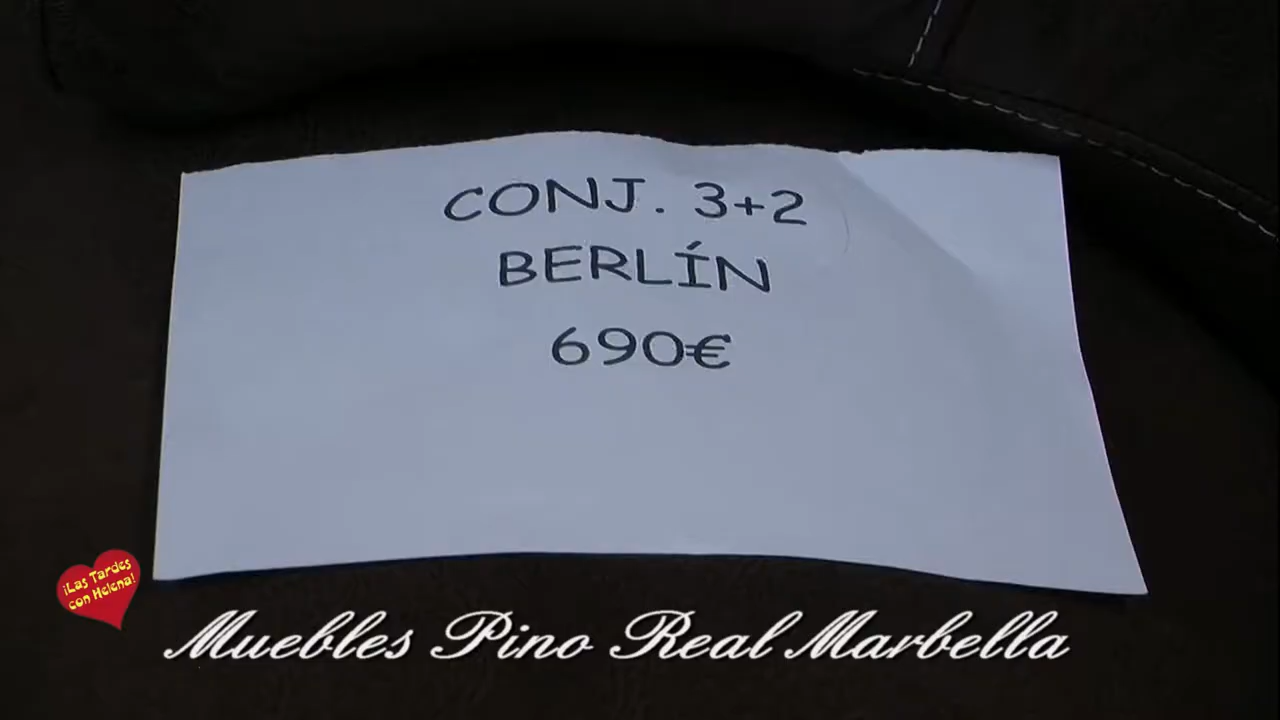 CONJ. 3+2
BERLÍN
690€
¡Las Tardes
con Helena!
Muebles Pino Real Marbella